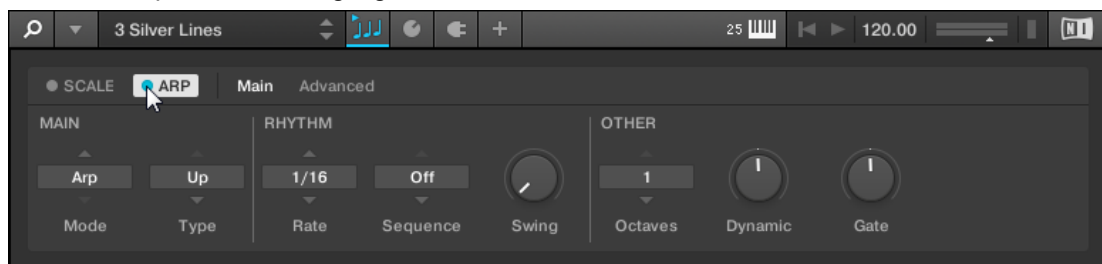 3 Silver Lines
25
120.00
NI
SCALE ARP Main Advanced
MAIN RHYTHM OTHER
Arp Up 1/16 Off 1
Mode Type Rate Sequence Swing Octaves Dynamic Gate